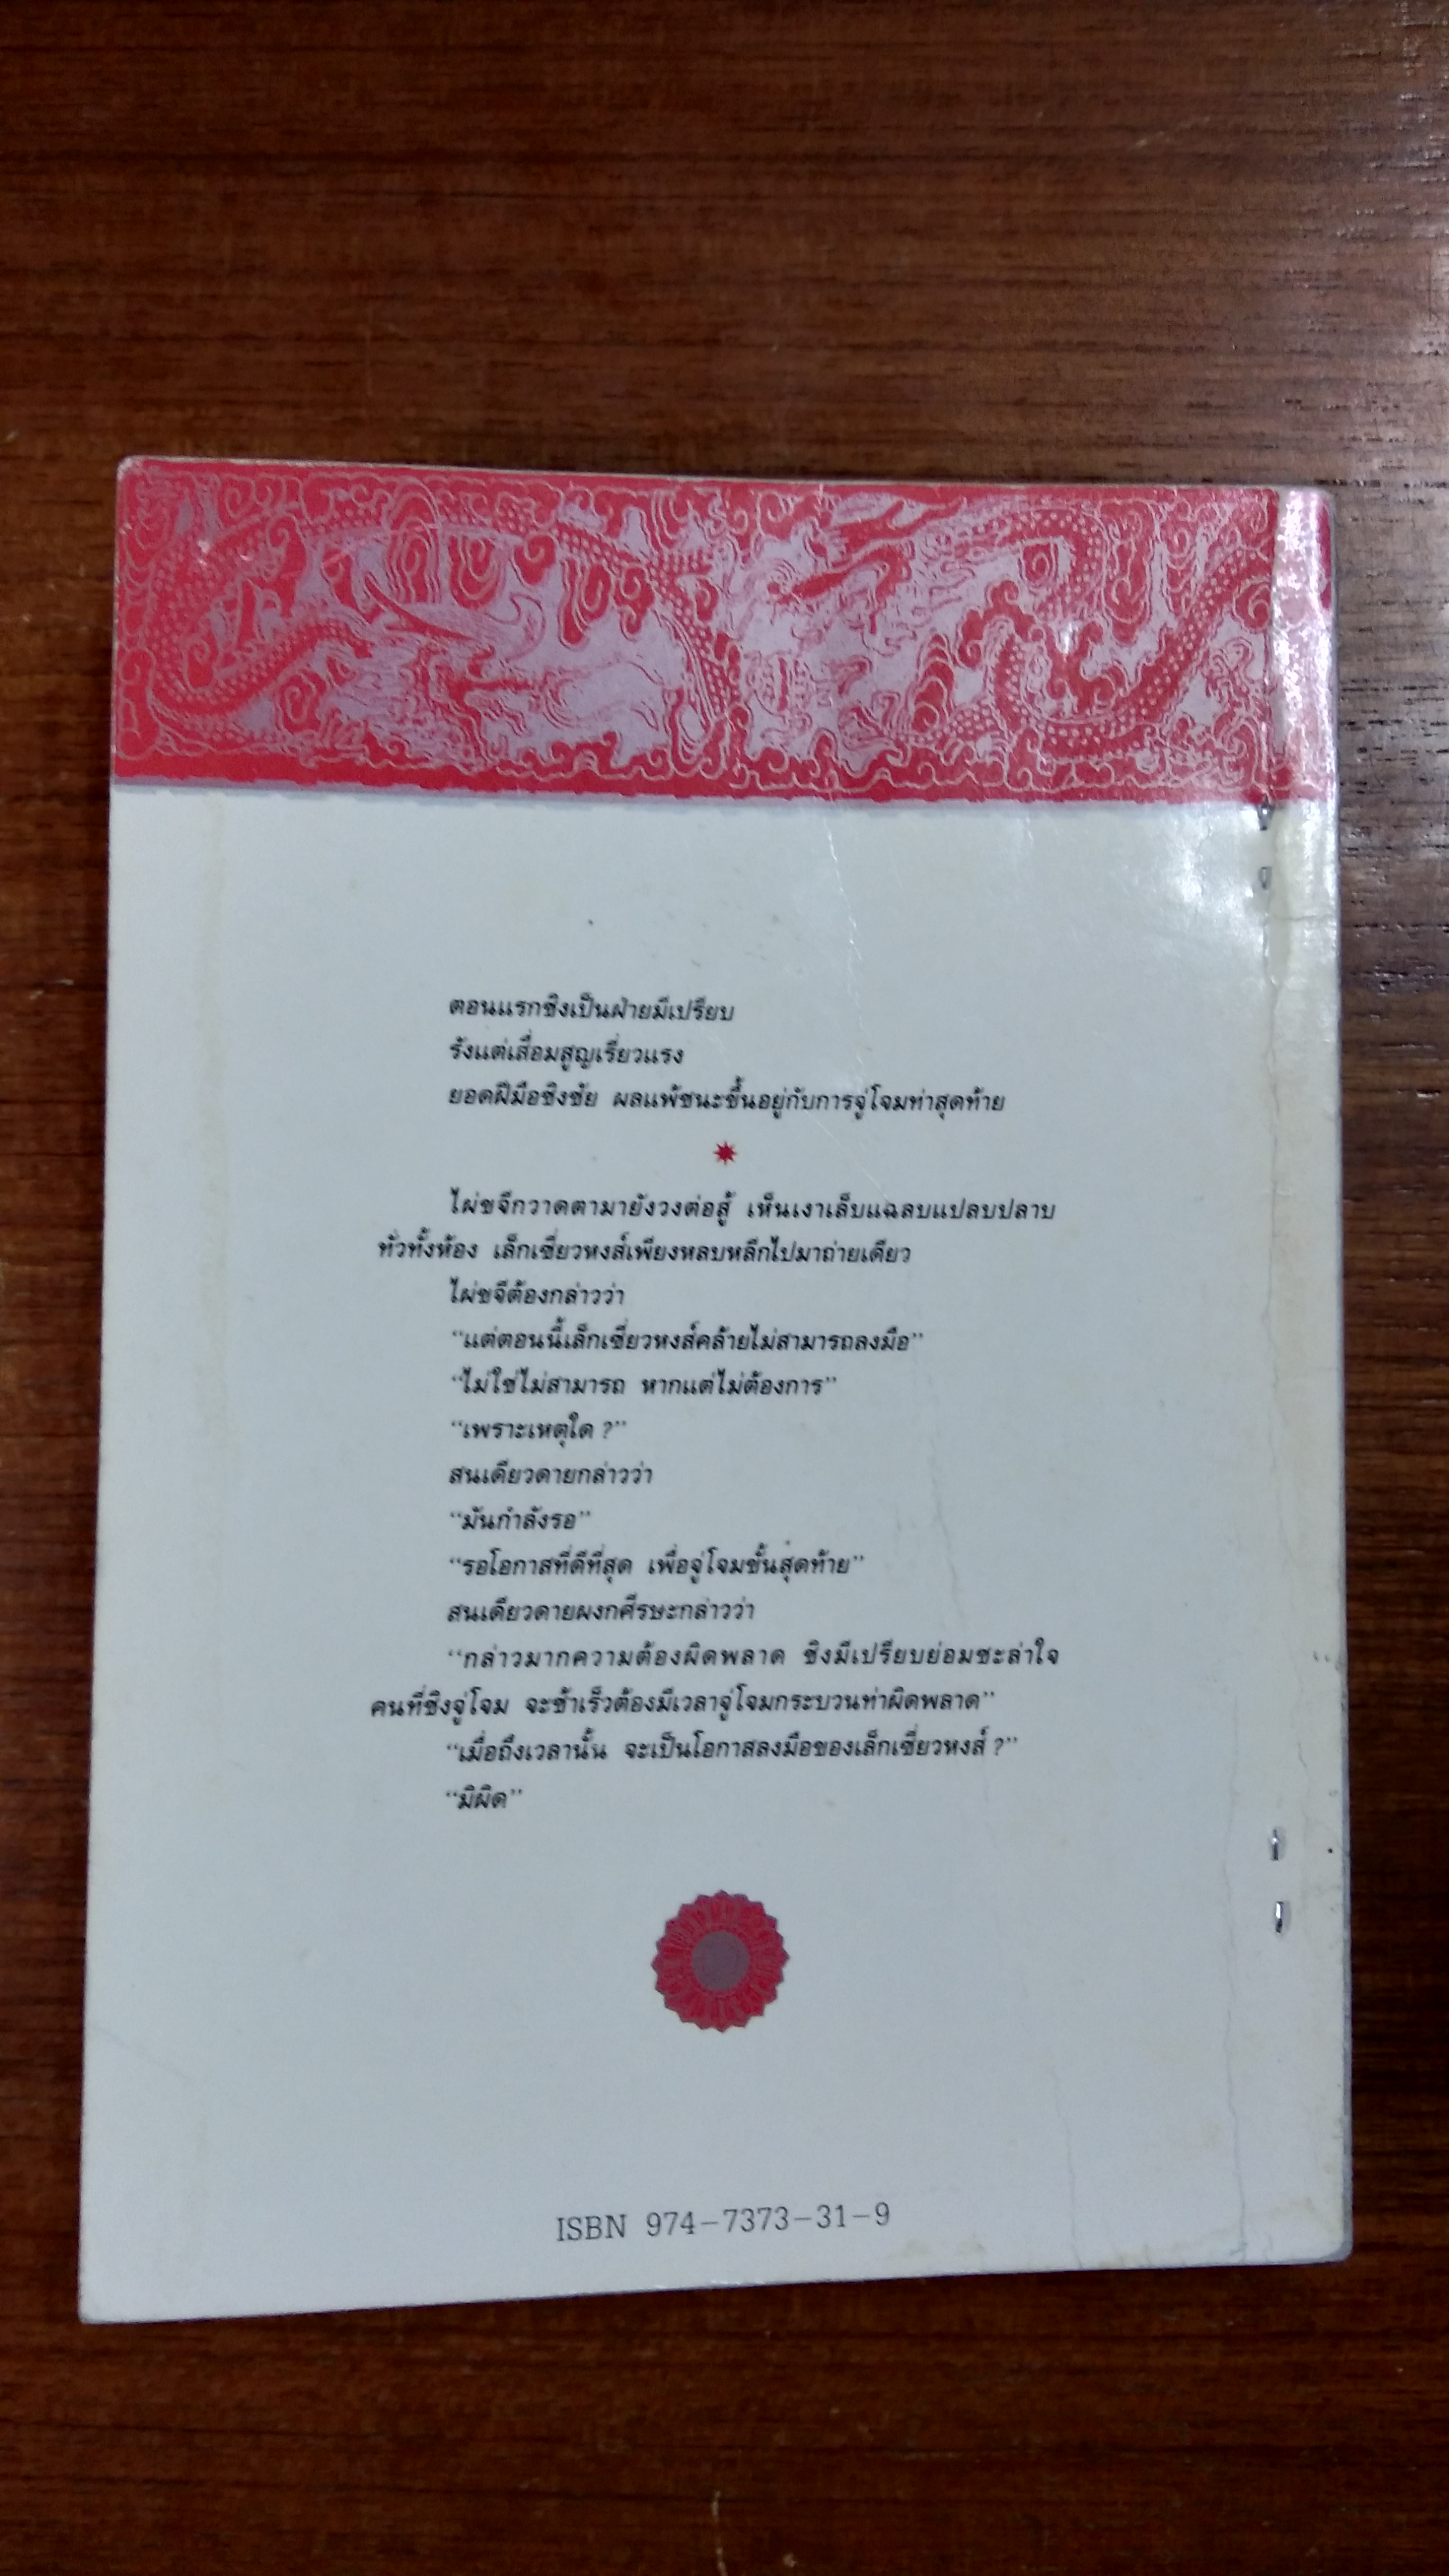 ตอนแรกชิงเป็นฝ่ายมีเปรียบ
รังแต่เสื่อมสูญเรี่ยวแรง
ยอดฝีมือชิงชัย ผลแพ้ชนะขึ้นอยู่กับการจู่โจมท่าสุดท้าย
ไผ่ขจีกวาดตามายังวงต่อสู้ เห็นเงาเล็บแฉลบแปลบปลาบ
ทั่วทั้งห้อง เล็กเซี่ยวหงส์เพียงหลบหลีกไปมาถ่ายเดียว
ไผ่ขจีต้องกล่าวว่า
“แต่ตอนนี้เล็กเซี่ยวหงส์คล้ายไม่สามารถลงมือ”
“ไม่ใช่ไม่สามารถ หากแต่ไม่ต้องการ”
“เพราะเหตุใด ?”
สนเดียวดายกล่าวว่า
“มันกำลังรอ”
“รอโอกาสที่ดีที่สุด เพื่อจู่โจมขั้นสุดท้าย”
สนเดียวดายผงกศีรษะกล่าวว่า
“กล่าวมากความต้องผิดพลาด ชิงมีเปรียบย่อมชะล่าใจ
คนที่ชิงจู่โจม จะช้าเร็วต้องมีเวลาจู่โจมกระบวนท่าผิดพลาด”
“เมื่อถึงเวลานั้น จะเป็นโอกาสลงมือของเล็กเซี่ยวหงส์ ?”
“มิผิด”
ISBN 974-7373-31-9